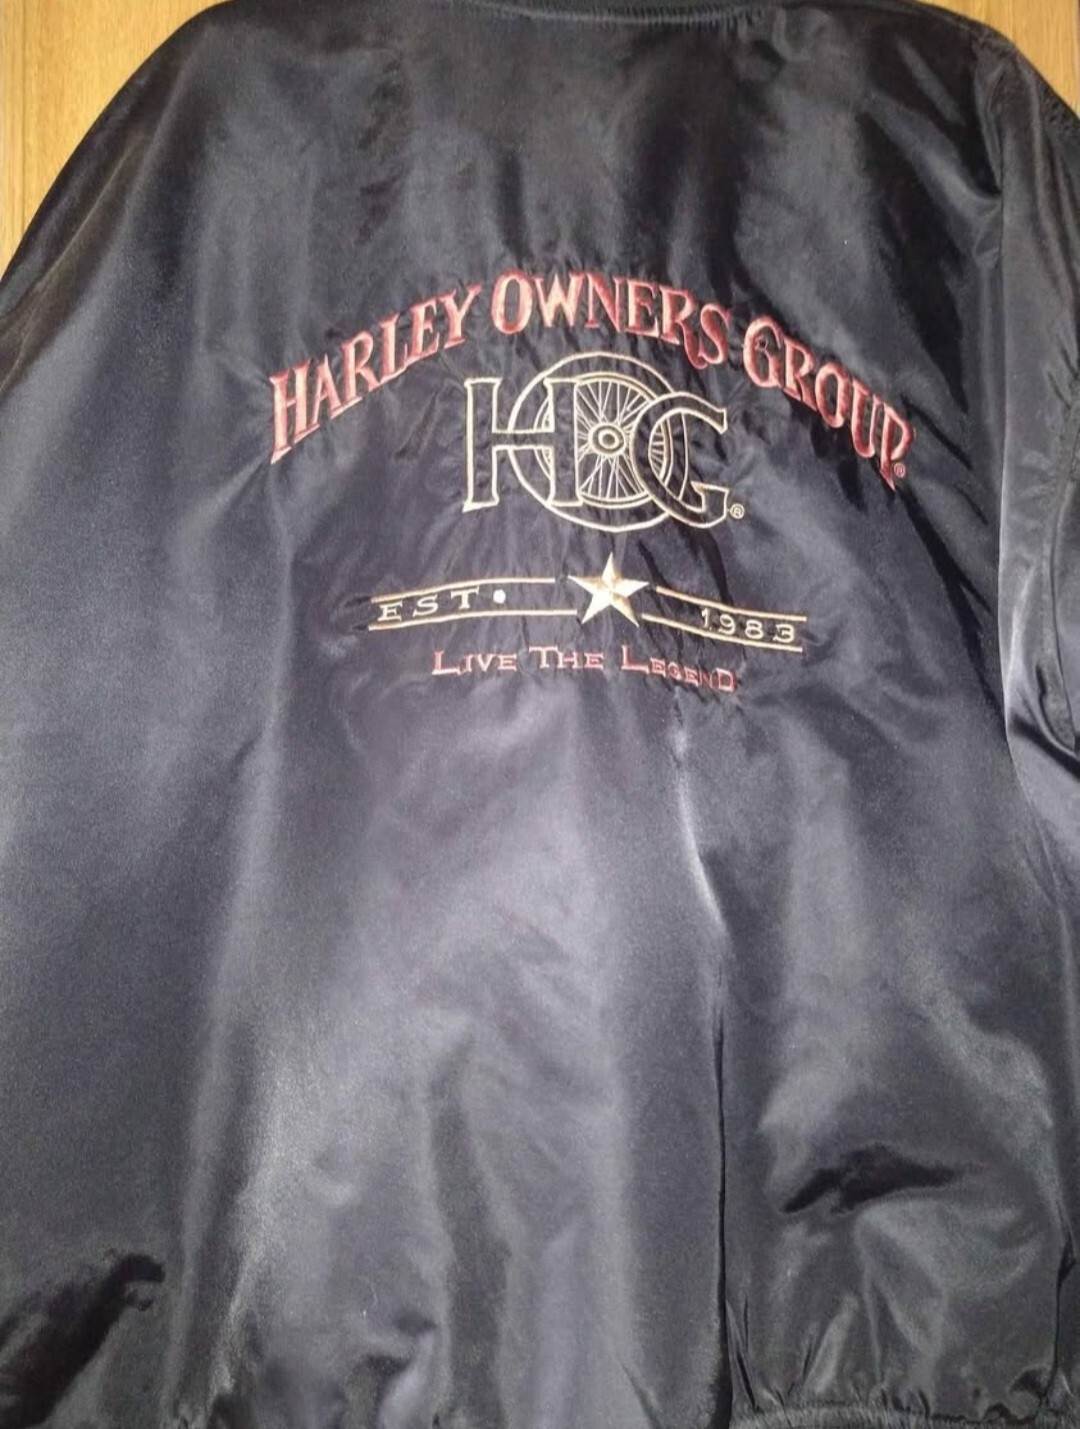 HARLEY OWNERS GROUP®
HOG®
EST. 1983
LIVE THE LEGEND